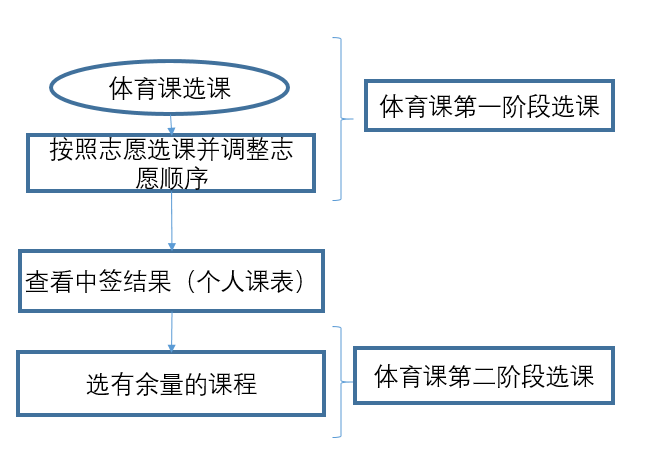 体育课选课
体育课第一阶段选课
按照志愿选课并调整志
愿顺序
查看中签结果（个人课表）
选有余量的课程
体育课第二阶段选课